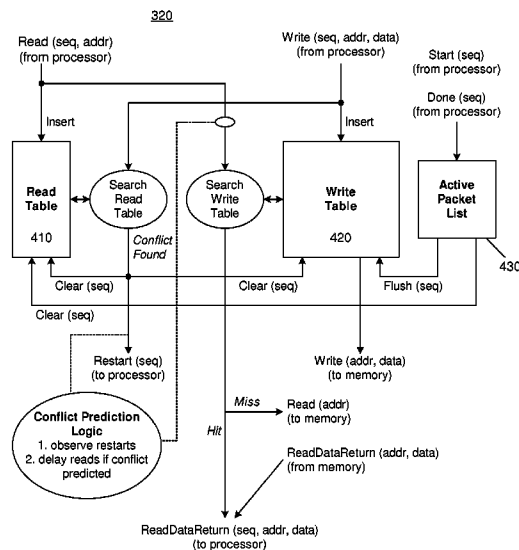 320
Read (seq, addr)
(from processor)
Write (seq, addr, data)
(from processor)
Start (seq)
(from processor)
Done (seq)
(from processor)
Insert
Insert
Read
Table
410
Search
Read
Table
Search
Write
Table
Write
Table
420
Active
Packet
List
430
Conflict
Found
Clear (seq)
Clear (seq)
Flush (seq)
Clear (seq)
Restart (seq)
(to processor)
Write (addr, data)
(to memory)
Conflict Prediction
Logic
1. observe restarts
2. delay reads if conflict
predicted
Miss
Read (addr)
(to memory)
Hit
ReadDataReturn (addr, data)
(from memory)
ReadDataReturn (seq, addr, data)
(to processor)